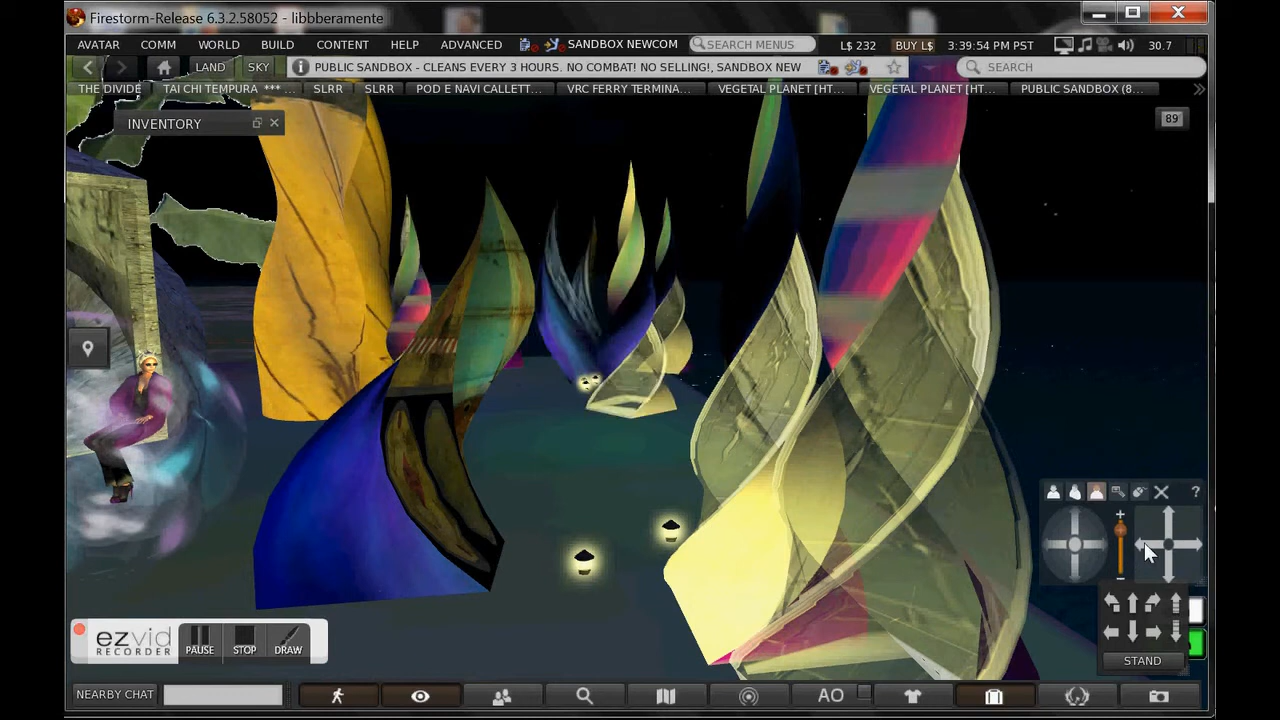 Firestorm-Release 6.3.2.58052 - libbberamente
AVATAR COMM WORLD BUILD CONTENT HELP ADVANCED SANDBOX NEWCOM SEARCH MENUS L$ 232 BUY L$ 3:39:54 PM PST 30.7
LAND SKY PUBLIC SANDBOX - CLEANS EVERY 3 HOURS. NO COMBAT! NO SELLING!, SANDBOX NEW SEARCH
THE DIVIDE TAI CHI TEMPURA *** ... SLRR SLRR POD E NAVI CALLETT... VRC FERRY TERMINA... VEGETAL PLANET [HT... VEGETAL PLANET [HT... PUBLIC SANDBOX (8...
INVENTORY
89
?
ezvid
RECORDER
PAUSE STOP DRAW
STAND
NEARBY CHAT AO